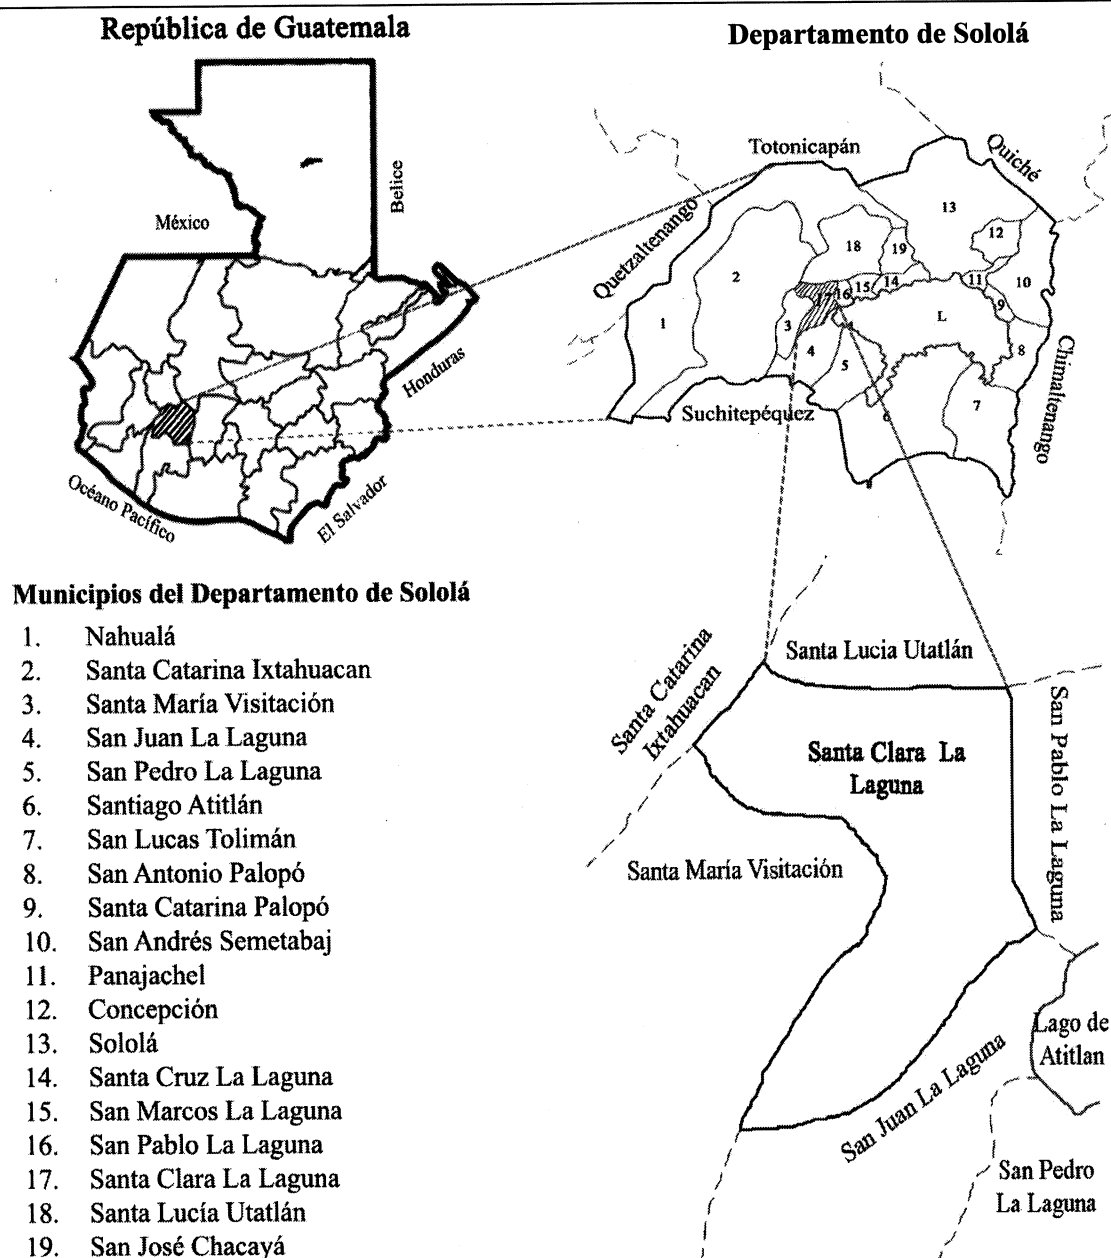 República de Guatemala
Departamento de Sololá
México
Belice
Honduras
El Salvador
Océano Pacífico
Totonicapán
Quiché
Quetzaltenango
Suchitepéquez
Chimaltenango
13
12
18
19
2
10
11
14
15
16
17
9
1
3
L
4
5
8
6
7
Municipios del Departamento de Sololá
1. Nahualá
2. Santa Catarina Ixtahuacan
3. Santa María Visitación
4. San Juan La Laguna
5. San Pedro La Laguna
6. Santiago Atitlán
7. San Lucas Tolimán
8. San Antonio Palopó
9. Santa Catarina Palopó
10. San Andrés Semetabaj
11. Panajachel
12. Concepción
13. Sololá
14. Santa Cruz La Laguna
15. San Marcos La Laguna
16. San Pablo La Laguna
17. Santa Clara La Laguna
18. Santa Lucía Utatlán
19. San José Chacayá
Santa Lucia Utatlán
Santa Catarina
Ixtahuacan
San Pablo La Laguna
Santa Clara La
Laguna
Santa María Visitación
Lago de
Atitlan
San Juan La Laguna
San Pedro
La Laguna